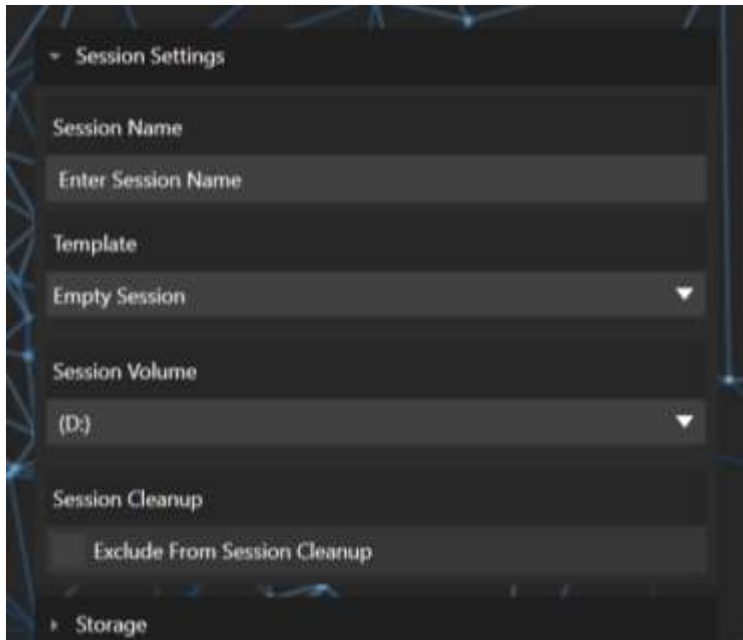 Session Settings
Session Name
Enter Session Name
Template
Empty Session
Session Volume
(D:)
Session Cleanup
Exclude From Session Cleanup
Storage